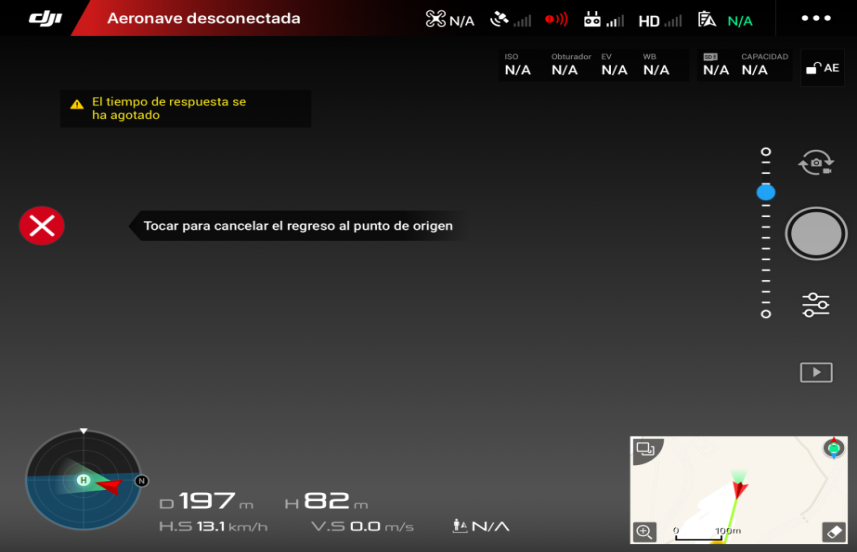 dji
Aeronave desconectada
N/A
HD
N/A
ISO
N/A
Obturador
N/A
EV
N/A
WB
N/A
N/A
CAPACIDAD
N/A
AE
El tiempo de respuesta se
ha agotado
Tocar para cancelar el regreso al punto de origen
H
N
D 197 m
H 82 m
H.S 13.1 km/h
V.S 0.0 m/s
N/A
0
100m